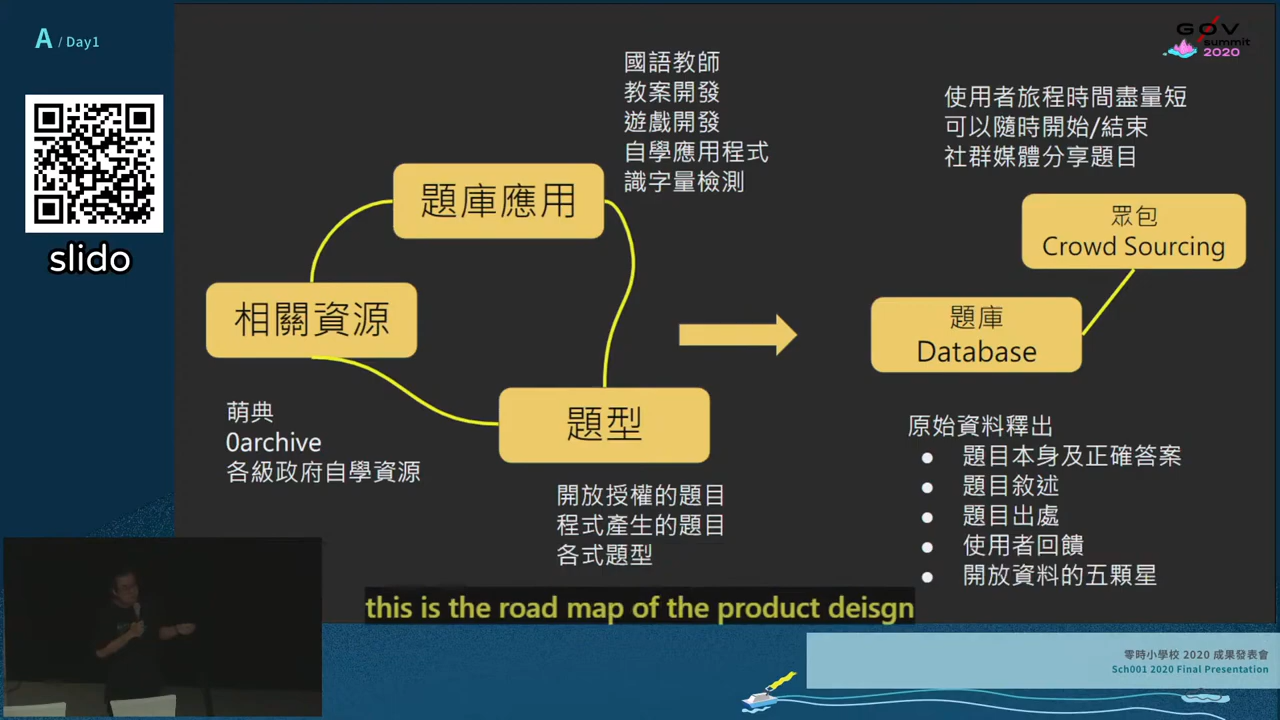 A / Day1
slido
GØV
summit
2020
國語教師
教案開發
遊戲開發
自學應用程式
識字量檢測
使用者旅程時間盡量短
可以隨時開始/結束
社群媒體分享題目
題庫應用
相關資源
題型
眾包
Crowd Sourcing
題庫
Database
萌典
0archive
各級政府自學資源
開放授權的題目
程式產生的題目
各式題型
原始資料釋出
● 題目本身及正確答案
● 題目敘述
● 題目出處
● 使用者回饋
● 開放資料的五顆星
this is the road map of the product deisgn
零時小學校 2020 成果發表會
Sch001 2020 Final Presentation